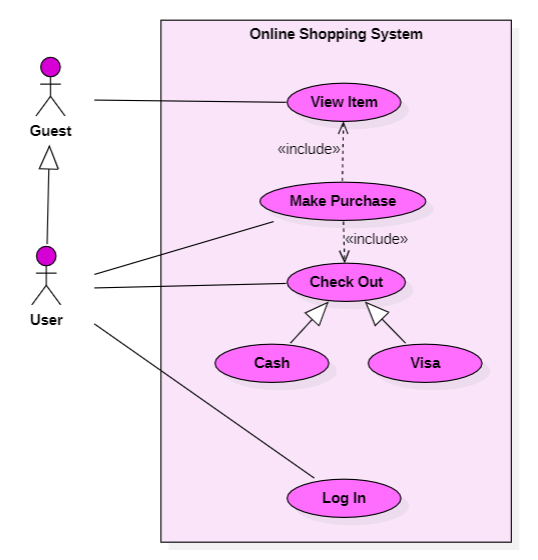 Online Shopping System
View Item
Guest
«include»
Make Purchase
«include»
Check Out
User
Cash
Visa
Log In